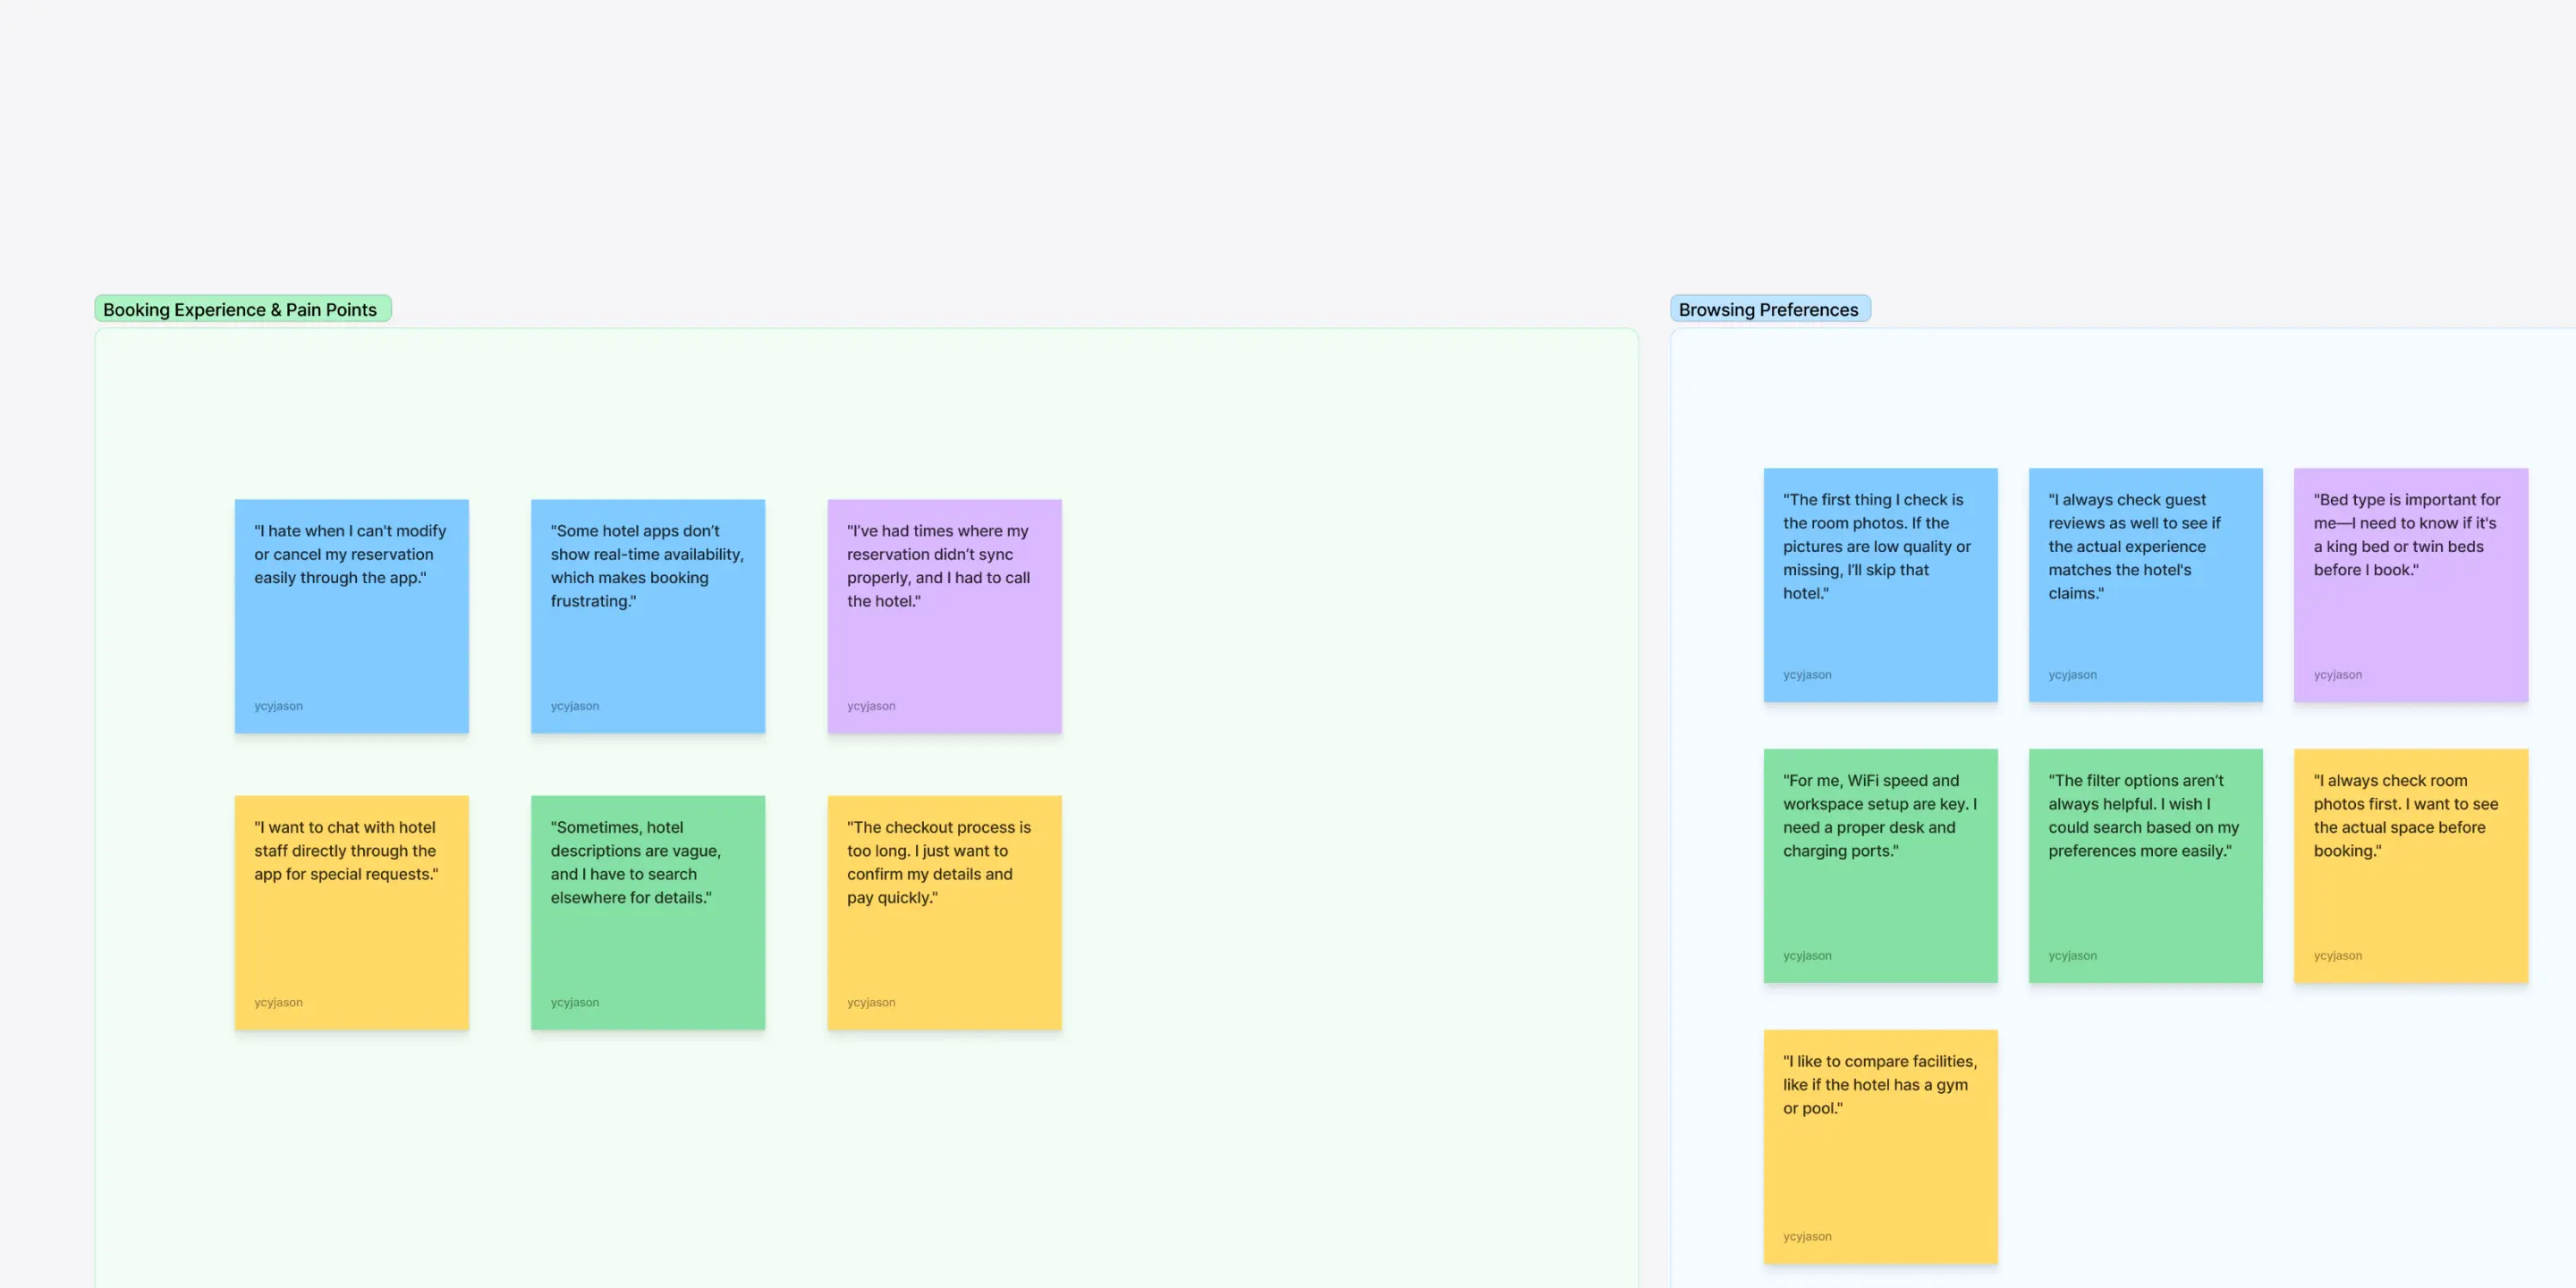 Booking Experience & Pain Points
"I hate when I can't modify
or cancel my reservation
easily through the app."
ycyjason
"Some hotel apps don’t
show real-time availability,
which makes booking
frustrating."
ycyjason
"I’ve had times where my
reservation didn’t sync
properly, and I had to call
the hotel."
ycyjason
"I want to chat with hotel
staff directly through the
app for special requests."
ycyjason
"Sometimes, hotel
descriptions are vague,
and I have to search
elsewhere for details."
ycyjason
"The checkout process is
too long. I just want to
confirm my details and
pay quickly."
ycyjason
Browsing Preferences
"The first thing I check is
the room photos. If the
pictures are low quality or
missing, I’ll skip that
hotel."
ycyjason
"I always check guest
reviews as well to see if
the actual experience
matches the hotel's
claims."
ycyjason
"Bed type is important for
me—I need to know if it's
a king bed or twin beds
before I book."
ycyjason
"For me, WiFi speed and
workspace setup are key. I
need a proper desk and
charging ports."
ycyjason
"The filter options aren’t
always helpful. I wish I
could search based on my
preferences more easily."
ycyjason
"I always check room
photos first. I want to see
the actual space before
booking."
ycyjason
"I like to compare facilities,
like if the hotel has a gym
or pool."
ycyjason